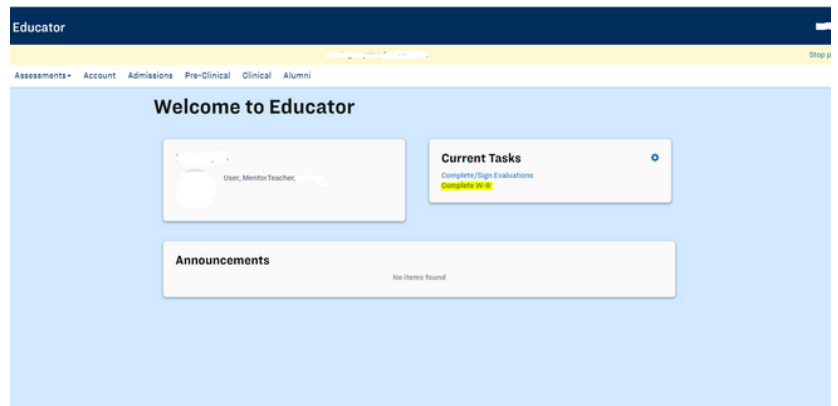 Educator
Stop p
Assessments Account Admissions Pre-Clinical Clinical Alumni
Welcome to Educator
User, MentorTeacher,
Current Tasks
Complete/Sign Evaluations
Complete W-9
Announcements
No items found